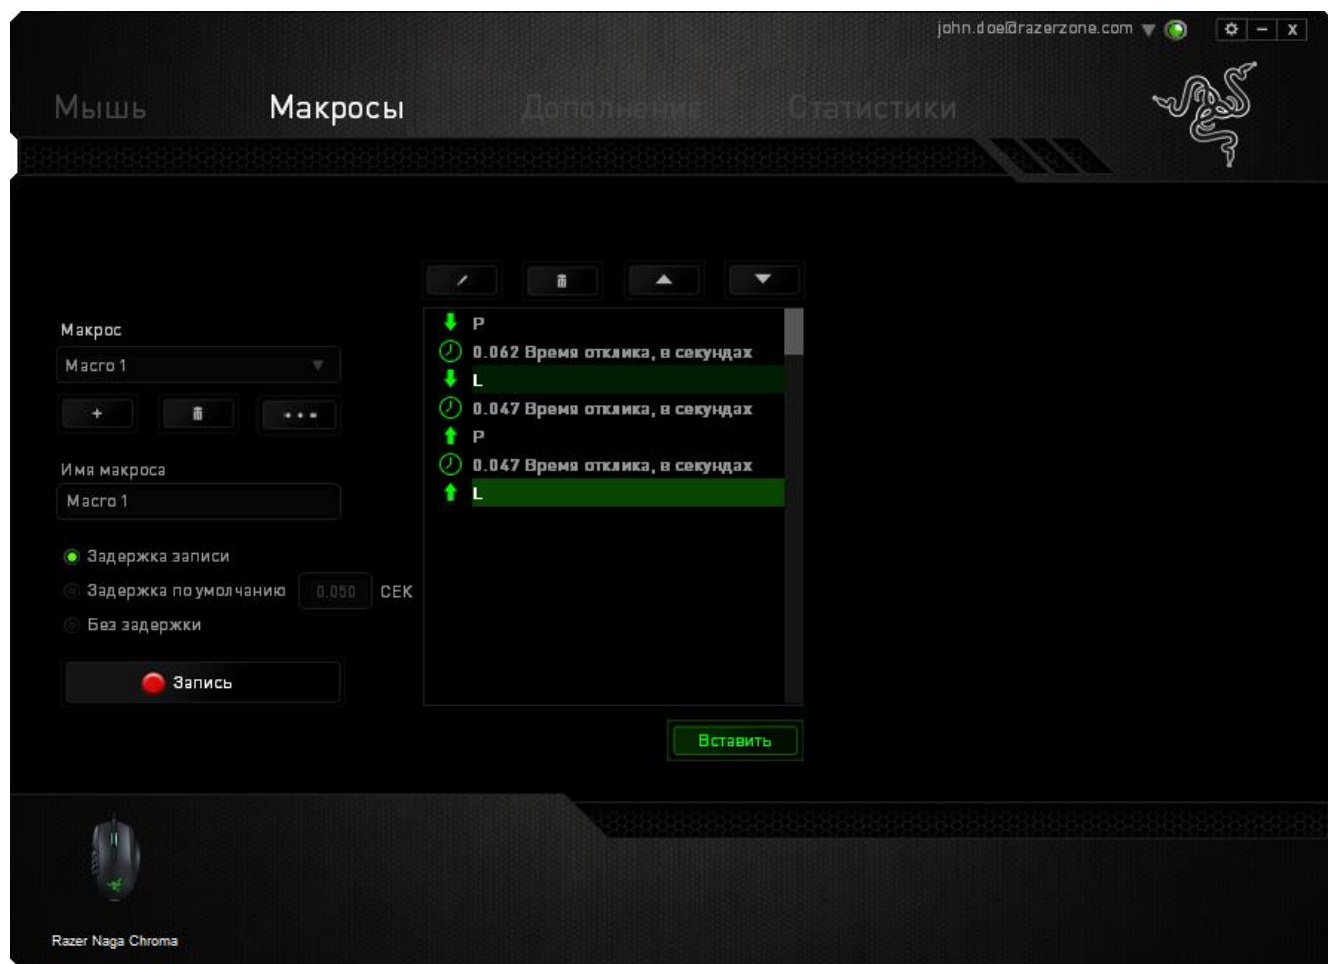 john.doe@razerzone.com
X
Мышь Макросы Дополнение Статистики
Макрос
Macro 1
Имя макроса
Macro 1
Задержка записи
Задержка по умолчанию 0.050 СЕК
Без задержки
Запись
P
0.062 Время отклика, в секундах
L
0.047 Время отклика, в секундах
P
0.047 Время отклика, в секундах
L
Вставить
Razer Naga Chroma